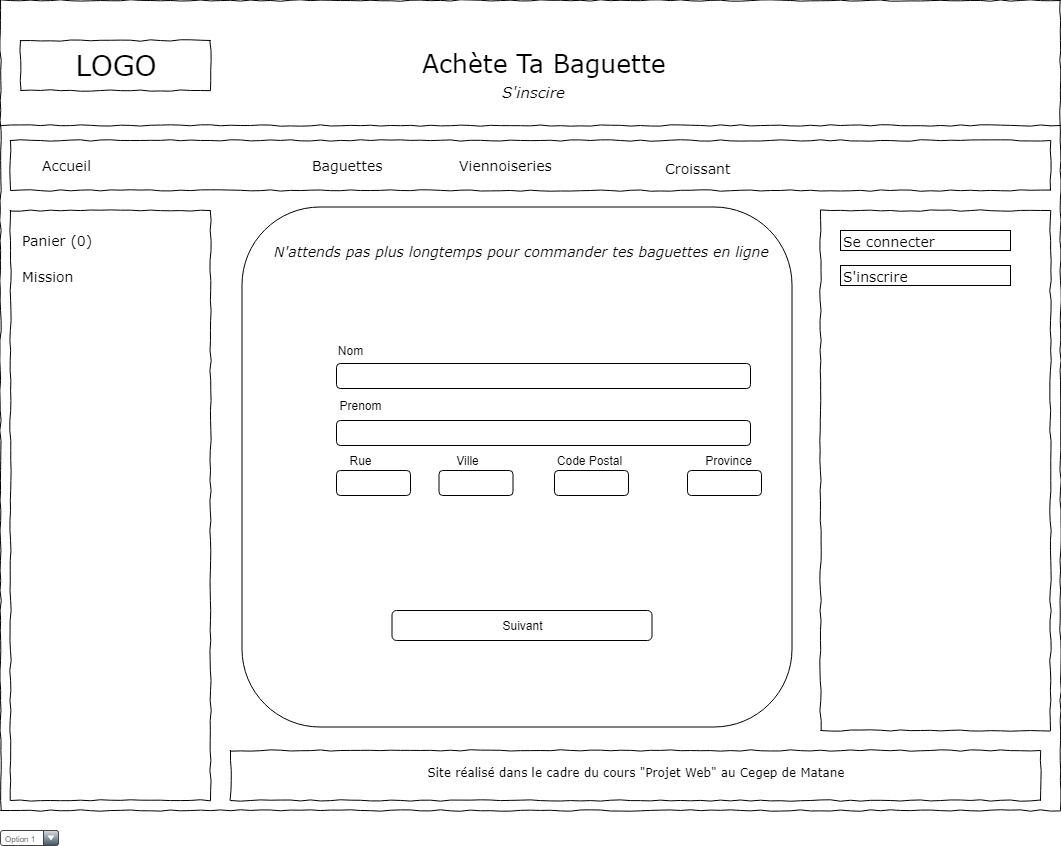 LOGO
Achète Ta Baguette
S'inscire
Accueil
Baguettes
Viennoiseries
Croissant
Panier (0)
Mission
N'attends pas plus longtemps pour commander tes baguettes en ligne
Nom
Prenom
Rue
Ville
Code Postal
Province
Suivant
Se connecter
S'inscrire
Site réalisé dans le cadre du cours "Projet Web" au Cegep de Matane
Option 1